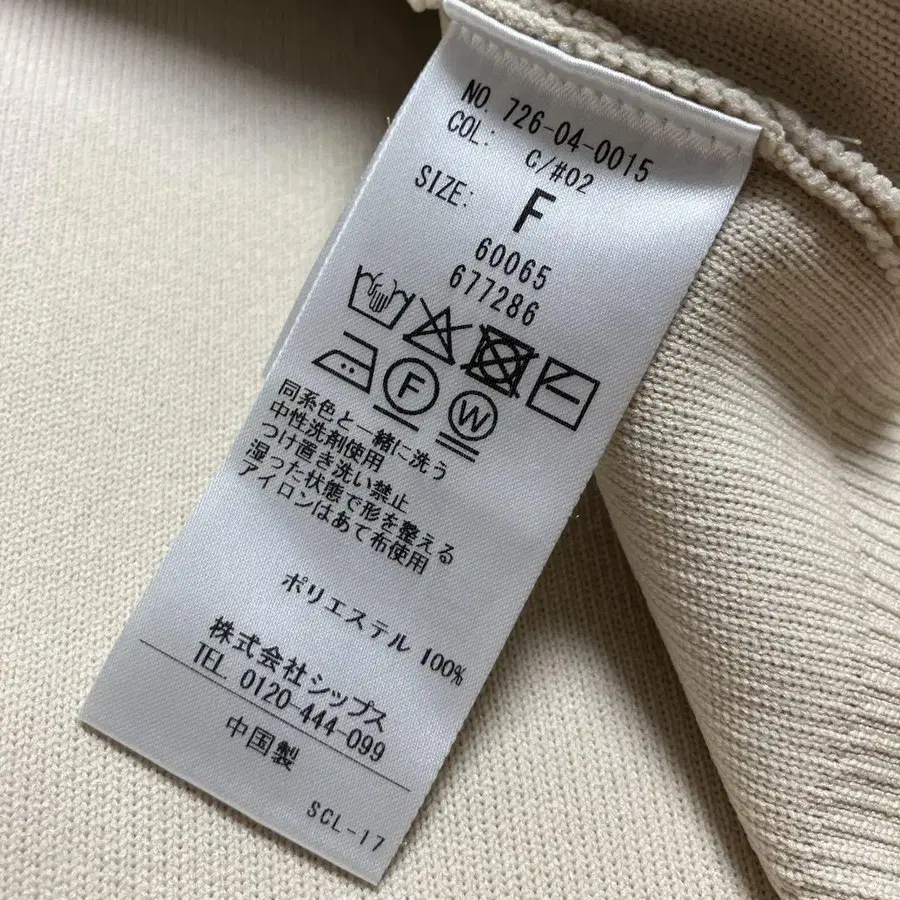 NO. 726-04-0015
COL: C/#02
SIZE: F
60065
677286
F W
同系色と一緒に洗う
中性洗剤使用
つけ置き洗い禁止
湿った状態で形を整える
アイロンはあて布使用
ポリエステル 100%
株式会社シップス
TEL. 0120-444-099
中国製
SCL-17